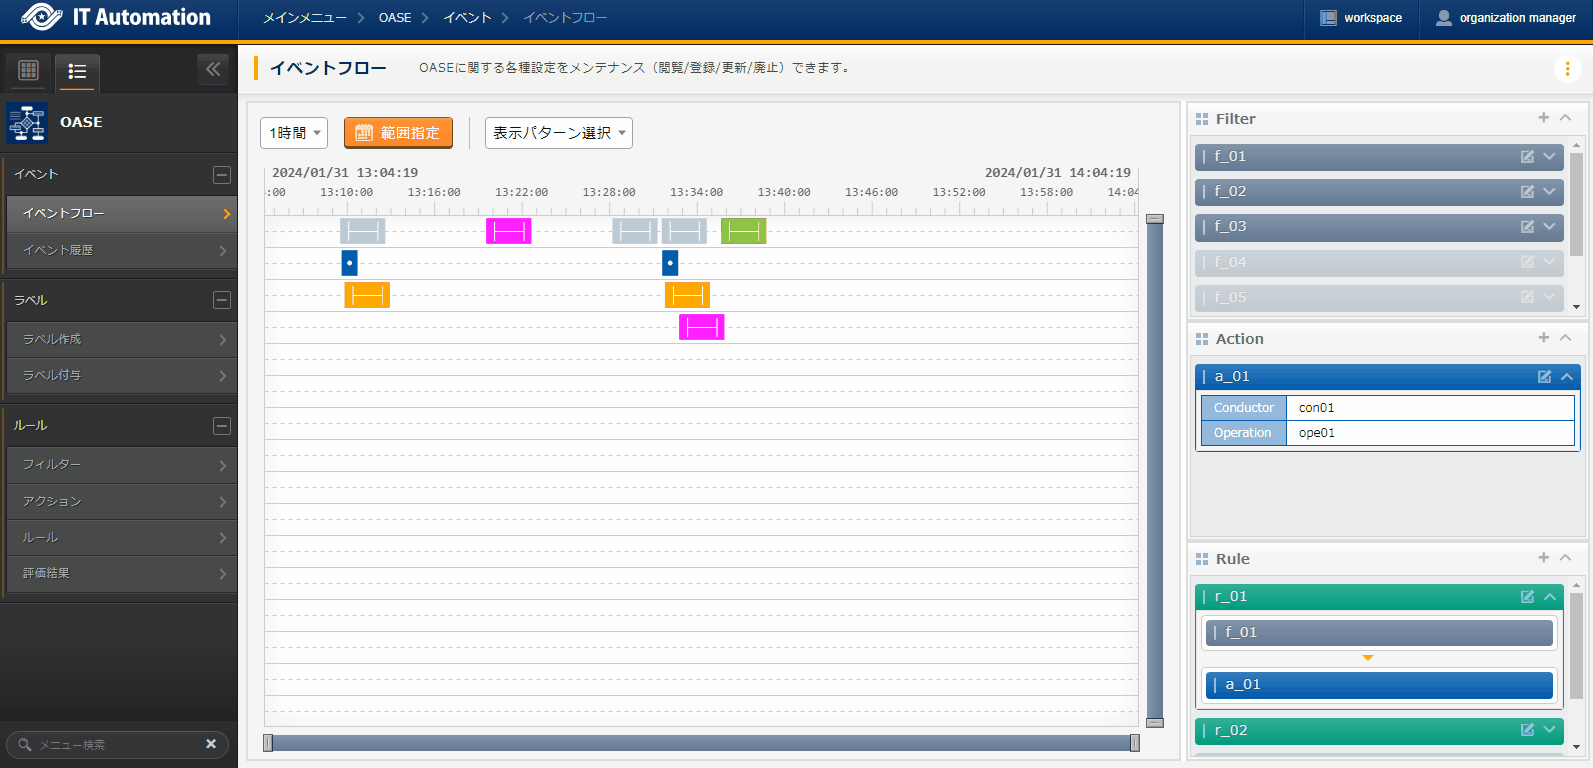 IT Automation
メインメニュー
OASE
イベント
イベントフロー
workspace
organization manager
OASE
イベント
イベントフロー
イベント履歴
ラベル
ラベル作成
ラベル付与
ルール
フィルター
アクション
ルール
評価結果
メニュー検索
イベントフロー
OASEに関する各種設定をメンテナンス（閲覧/登録/更新/廃止）できます。
1時間
範囲指定
表示パターン選択
2024/01/31 13:04:19
2024/01/31 14:04:19
:00 13:10:00 13:16:00 13:22:00 13:28:00 13:34:00 13:40:00 13:46:00 13:52:00 13:58:00 14:04
Filter
f_01
f_02
f_03
f_04
f_05
Action
a_01
Conductor con01
Operation ope01
Rule
r_01
f_01
a_01
r_02